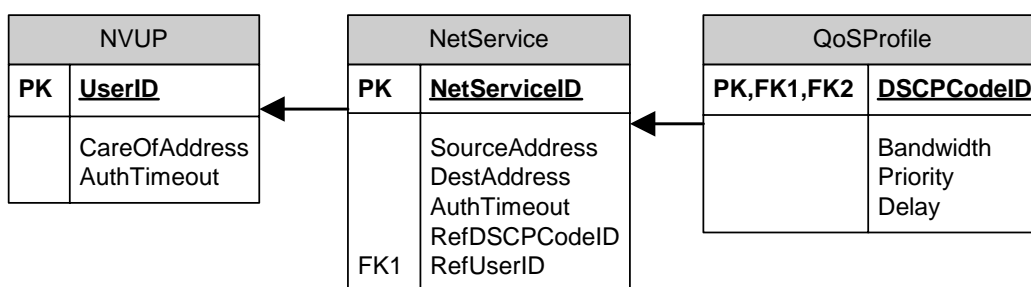 NVUP
PK UserID
CareOfAddress
AuthTimeout
NetService
PK NetServiceID
SourceAddress
DestAddress
AuthTimeout
RefDSCPCodeID
FK1 RefUserID
QoSProfile
PK,FK1,FK2 DSCPCodeID
Bandwidth
Priority
Delay